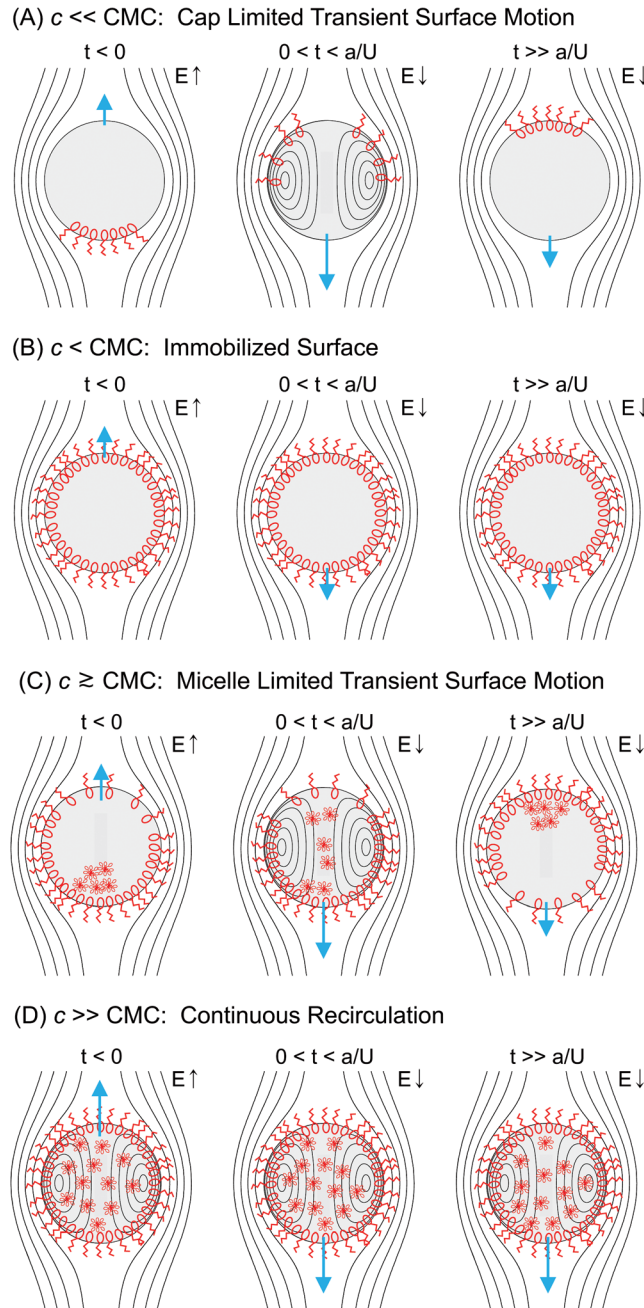 (A) c << CMC: Cap Limited Transient Surface Motion
t < 0 0 < t < a/U t >> a/U
E↑ E↓ E↓
(B) c < CMC: Immobilized Surface
t < 0 0 < t < a/U t >> a/U
E↑ E↓ E↓
(C) c ≳ CMC: Micelle Limited Transient Surface Motion
t < 0 0 < t < a/U t >> a/U
E↑ E↓ E↓
(D) c >> CMC: Continuous Recirculation
t < 0 0 < t < a/U t >> a/U
E↑ E↓ E↓